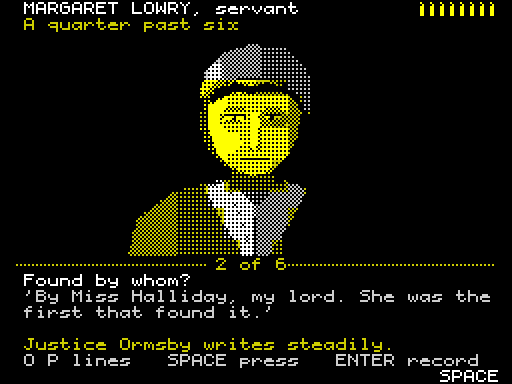 MARGARET LOWRY, servant
A quarter past six
2 of 6
Found by whom?
'By Miss Halliday, my lord. She was the
first that found it.'
Justice Ormsby writes steadily.
O P lines   SPACE press   ENTER record
SPACE